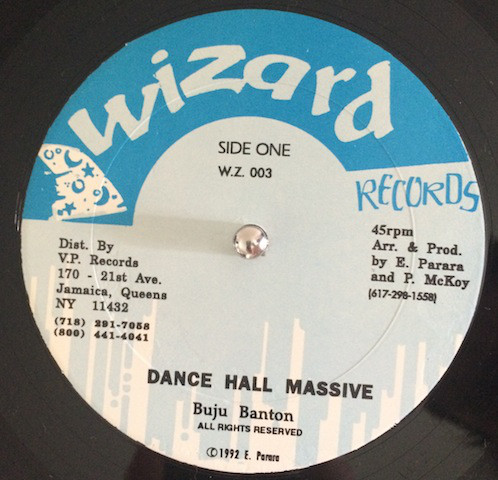 wizard
RECORDS
SIDE ONE
W.Z. 003
Dist. By
V.P. Records
170 - 21st Ave.
Jamaica, Queens
NY 11432
(718) 291-7058
(800) 441-4041
45rpm
Arr. & Prod.
by E. Parara
and P. McKoy
(617-298-1558)
DANCE HALL MASSIVE
Buju Banton
ALL RIGHTS RESERVED
©1992 E. Parara